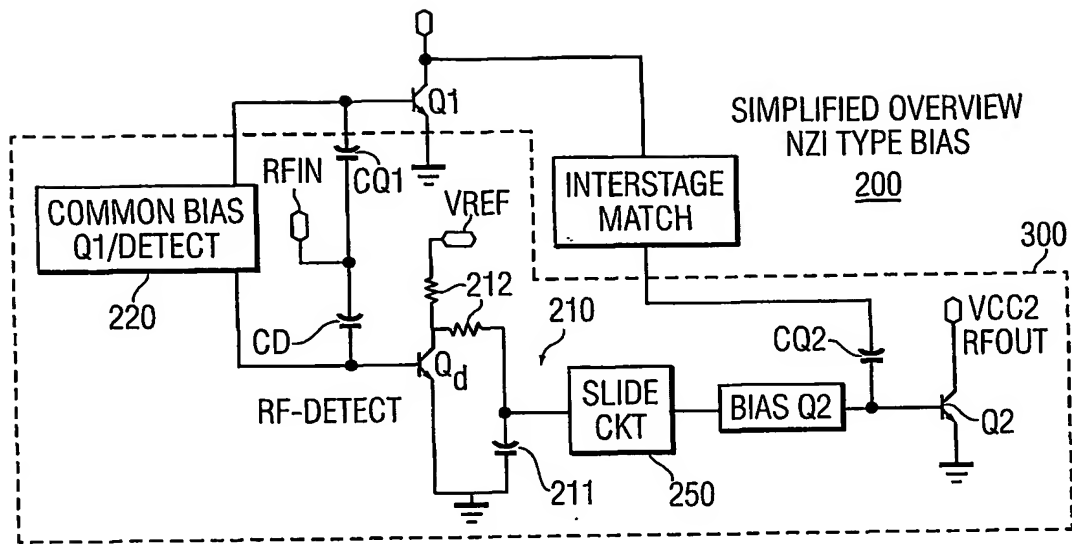 Q1
SIMPLIFIED OVERVIEW
NZI TYPE BIAS
200
RFIN
CQ1
COMMON BIAS
Q1/DETECT
220
VREF
INTERSTAGE
MATCH
300
212
210
CD
Qd
RF-DETECT
211
SLIDE
CKT
250
BIAS Q2
CQ2
VCC2
RFOUT
Q2